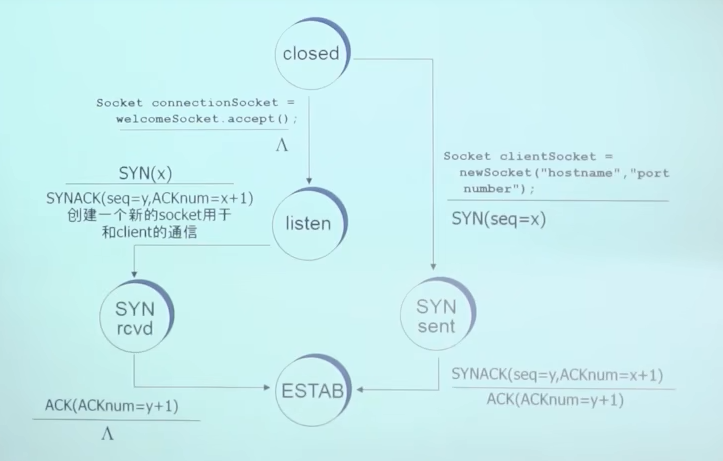 closed
Socket connectionSocket =
welcomeSocket.accept();
Λ
Socket clientSocket =
newSocket("hostname","port
number");
SYN(seq=x)
SYN(x)
SYNACK(seq=y,ACKnum=x+1)
创建一个新的socket用于
和client的通信
listen
SYN
rcvd
SYN
sent
ESTAB
SYNACK(seq=y,ACKnum=x+1)
ACK(ACKnum=y+1)
ACK(ACKnum=y+1)
Λ